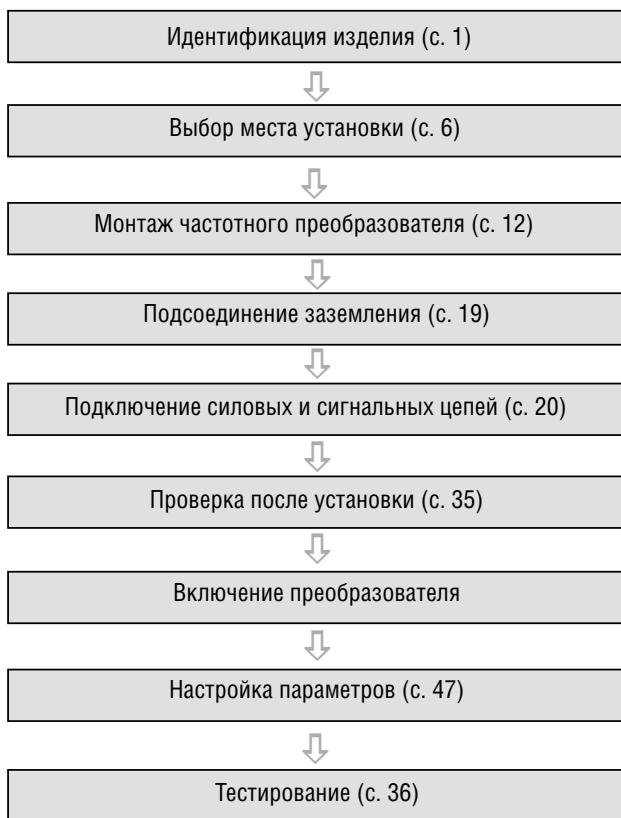 Идентификация изделия (с. 1)
Выбор места установки (с. 6)
Монтаж частотного преобразователя (с. 12)
Подсоединение заземления (с. 19)
Подключение силовых и сигнальных цепей (с. 20)
Проверка после установки (с. 35)
Включение преобразователя
Настройка параметров (с. 47)
Тестирование (с. 36)